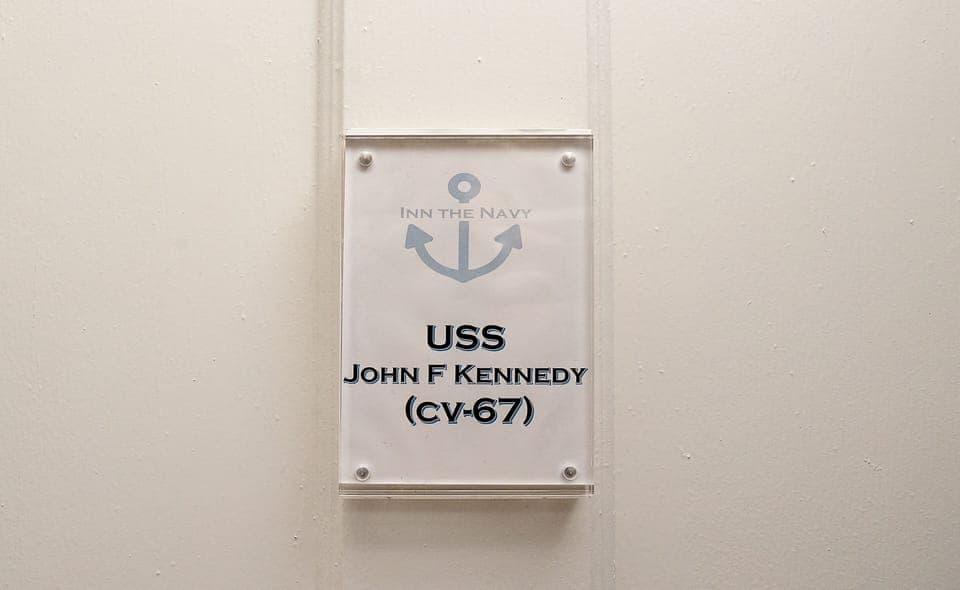 Inn the Navy
USS
John F Kennedy
(CV-67)